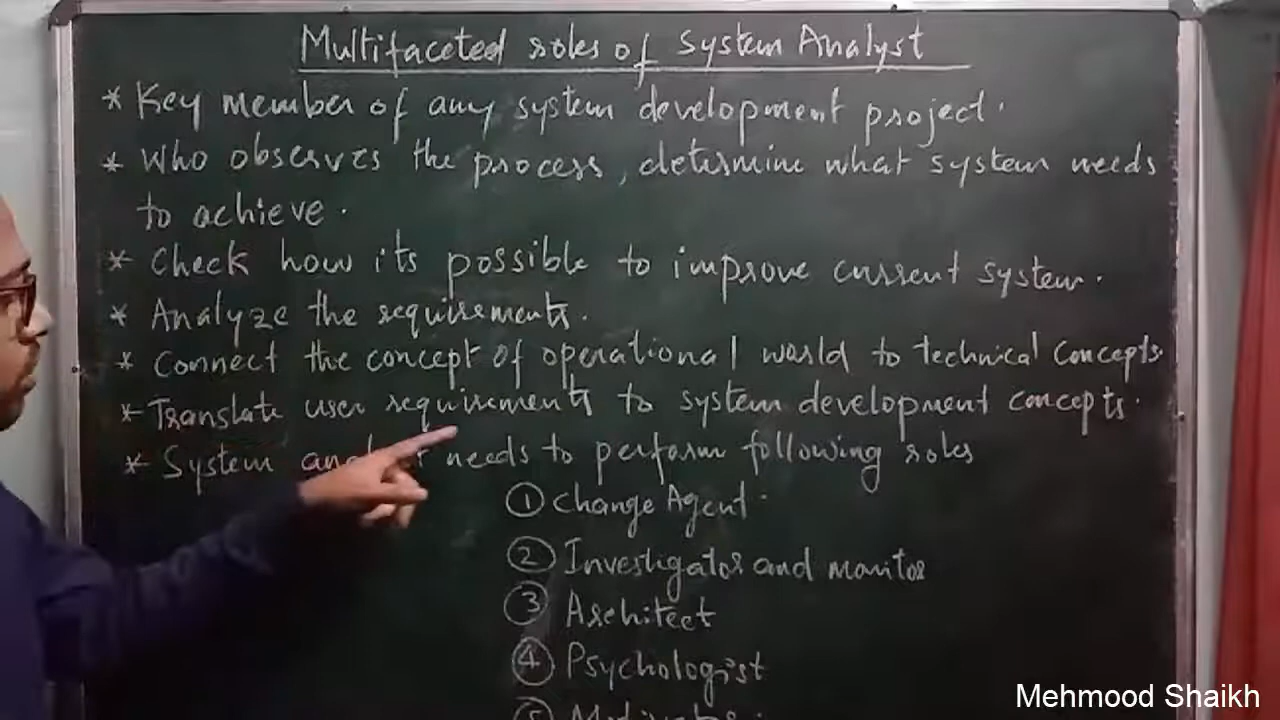 Multifaceted roles of System Analyst
* Key member of any system development project.
* Who observes the process, determine what system needs
to achieve.
* Check how its possible to improve current system.
* Analyze the requirements.
* Connect the concept of operational world to technical concepts.
* Translate user requirements to system development concepts.
* System needs to perform following roles
① Change Agent.
② Investigator and monitor
③ Architect
④ Psychologist
Mehmood Shaikh